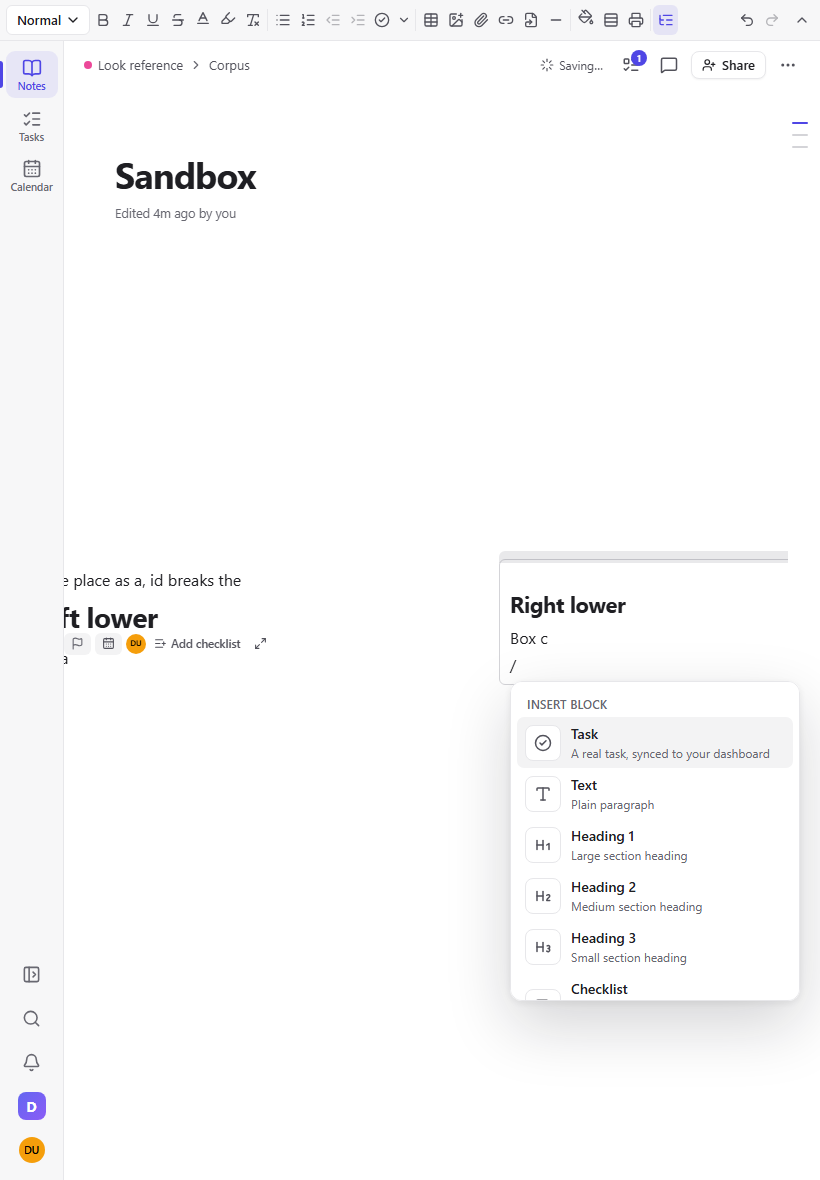 Normal
Notes
Tasks
Calendar
Look reference
Corpus
Saving...
1
Share
Sandbox
Edited 4m ago by you
e place as a, id breaks the
ft lower
DU
Add checklist
a
Right lower
Box c
/
INSERT BLOCK
Task
A real task, synced to your dashboard
Text
Plain paragraph
H1
Heading 1
Large section heading
H2
Heading 2
Medium section heading
H3
Heading 3
Small section heading
Checklist
D
DU